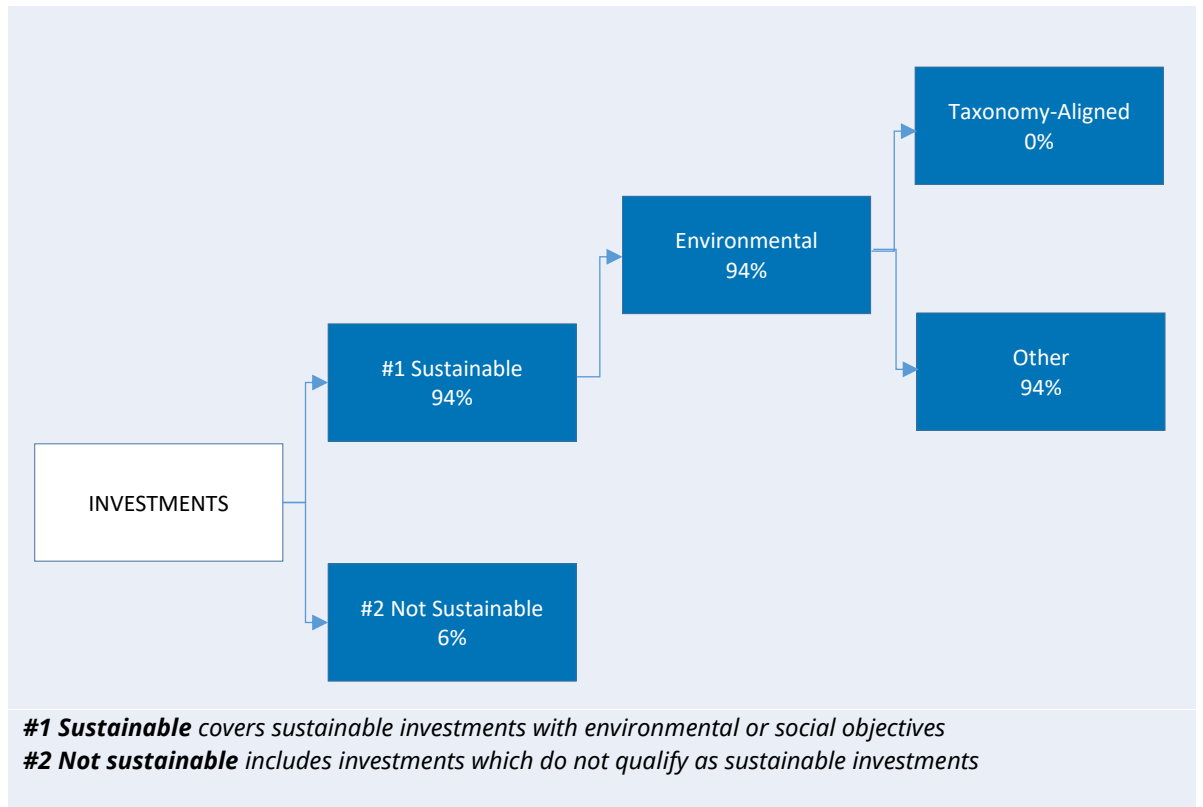 Taxonomy-Aligned
0%
Environmental
94%
#1 Sustainable
94%
Other
94%
INVESTMENTS
#2 Not Sustainable
6%
#1 Sustainable covers sustainable investments with environmental or social objectives
#2 Not sustainable includes investments which do not qualify as sustainable investments